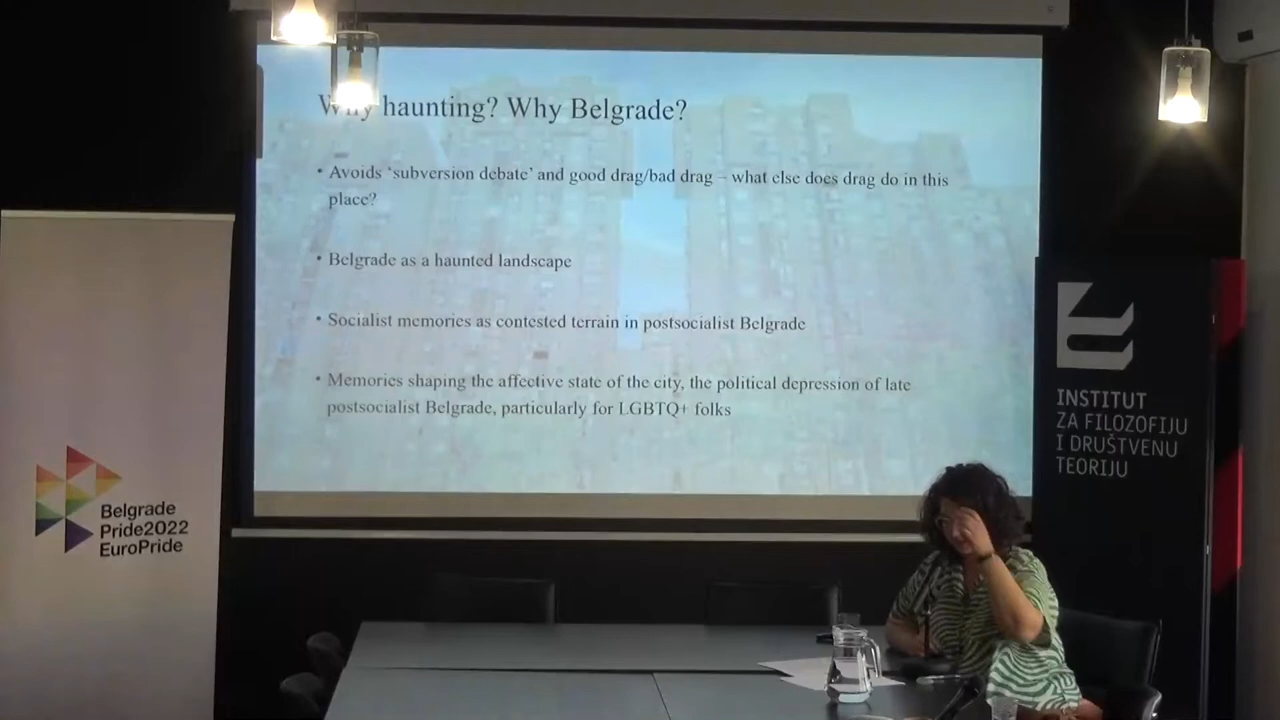 Why haunting? Why Belgrade?
• Avoids ‘subversion debate’ and good drag/bad drag – what else does drag do in this
place?
• Belgrade as a haunted landscape
• Socialist memories as contested terrain in postsocialist Belgrade
• Memories shaping the affective state of the city, the political depression of late
postsocialist Belgrade, particularly for LGBTQ+ folks
Belgrade
Pride2022
EuroPride
INSTITUT
ZA FILOZOFIJU
I DRUŠTVENU
TEORIJU